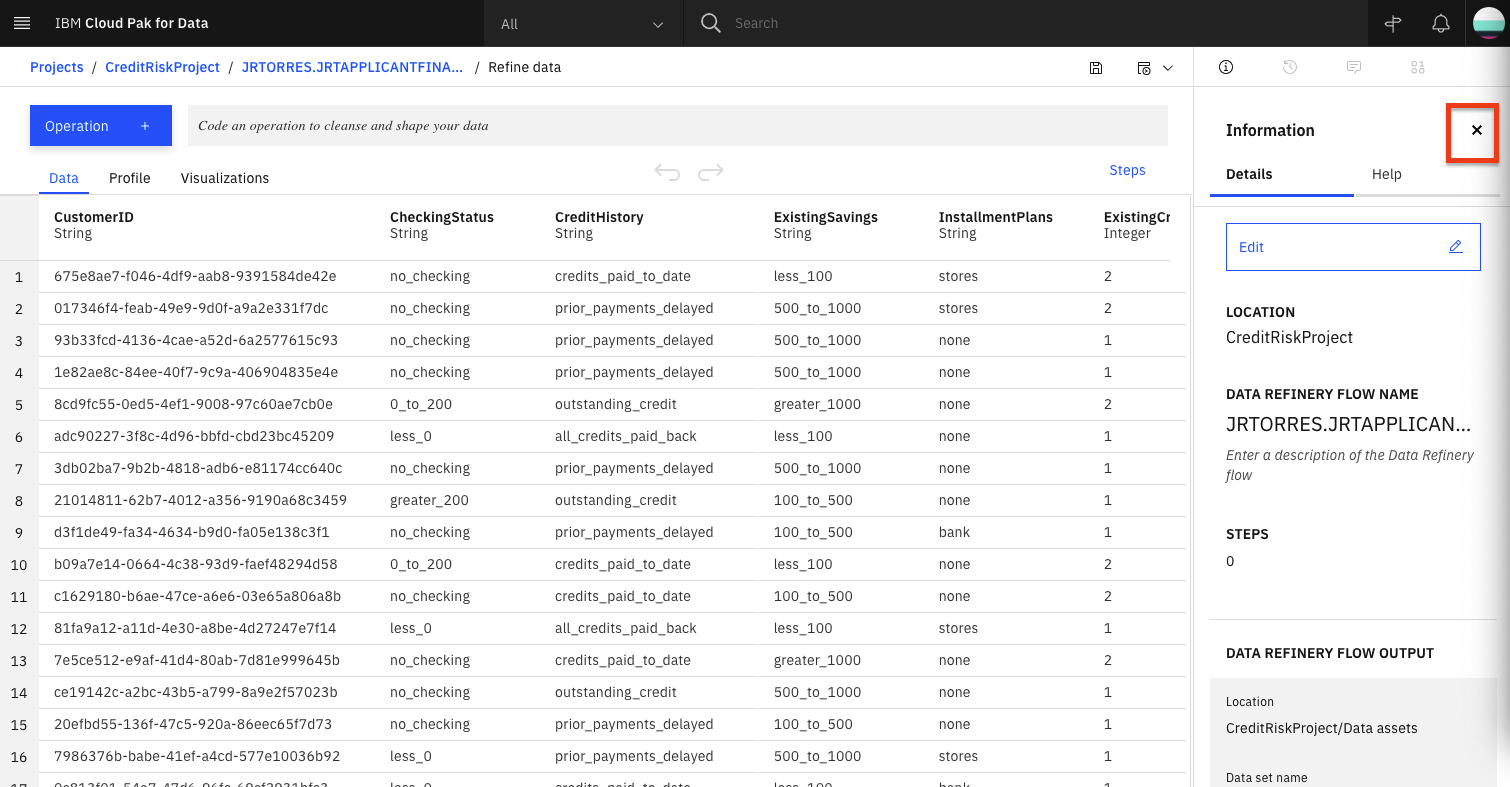 IBM Cloud Pak for Data
All
Search
Projects / CreditRiskProject / JRTORRES.JRTAPPLICANTFINA... / Refine data
Operation +
Code an operation to cleanse and shape your data
Data Profile Visualizations
Steps
CustomerID CheckingStatus CreditHistory ExistingSavings InstallmentPlans ExistingCr
String String String String String Integer
1 675e8ae7-f046-4df9-aab8-9391584de42e no_checking credits_paid_to_date less_100 stores 2
2 017346f4-feab-49e9-9d0f-a9a2e331f7dc no_checking prior_payments_delayed 500_to_1000 stores 2
3 93b33fcd-4136-4cae-a52d-6a2577615c93 no_checking prior_payments_delayed 500_to_1000 none 1
4 1e82ae8c-84ee-40f7-9c9a-406904835e4e no_checking prior_payments_delayed 500_to_1000 none 1
5 8cd9fc55-0ed5-4ef1-9008-97c60ae7cb0e 0_to_200 outstanding_credit greater_1000 none 2
6 adc90227-3f8c-4d96-bbfd-cbd23bc45209 less_0 all_credits_paid_back less_100 none 1
7 3db02ba7-9b2b-4818-adb6-e81174cc640c no_checking prior_payments_delayed 500_to_1000 none 1
8 21014811-62b7-4012-a356-9190a68c3459 greater_200 outstanding_credit 100_to_500 none 1
9 d3f1de49-fa34-4634-b9d0-fa05e138c3f1 no_checking prior_payments_delayed 100_to_500 bank 1
10 b09a7e14-0664-4c38-93d9-faef48294d58 0_to_200 credits_paid_to_date less_100 none 2
11 c1629180-b6ae-47ce-a6e6-03e65a806a8b no_checking credits_paid_to_date 100_to_500 none 2
12 81fa9a12-a11d-4e30-a8be-4d27247e7f14 less_0 all_credits_paid_back less_100 stores 1
13 7e5ce512-e9af-41d4-80ab-7d81e999645b no_checking credits_paid_to_date greater_1000 none 2
14 ce19142c-a2bc-43b5-a799-8a9e2f57023b no_checking outstanding_credit 500_to_1000 none 1
15 20efbd55-136f-47c5-920a-86eec65f7d73 no_checking prior_payments_delayed 100_to_500 none 1
16 7986376b-babe-41ef-a4cd-577e10036b92 less_0 prior_payments_delayed 500_to_1000 stores 1
17 less_0 credits_paid_to_date less_100 bank 1
Information
Details Help
Edit
LOCATION
CreditRiskProject
DATA REFINERY FLOW NAME
JRTORRES.JRTAPPLICAN...
Enter a description of the Data Refinery
flow
STEPS
0
DATA REFINERY FLOW OUTPUT
Location
CreditRiskProject/Data assets
Data set name